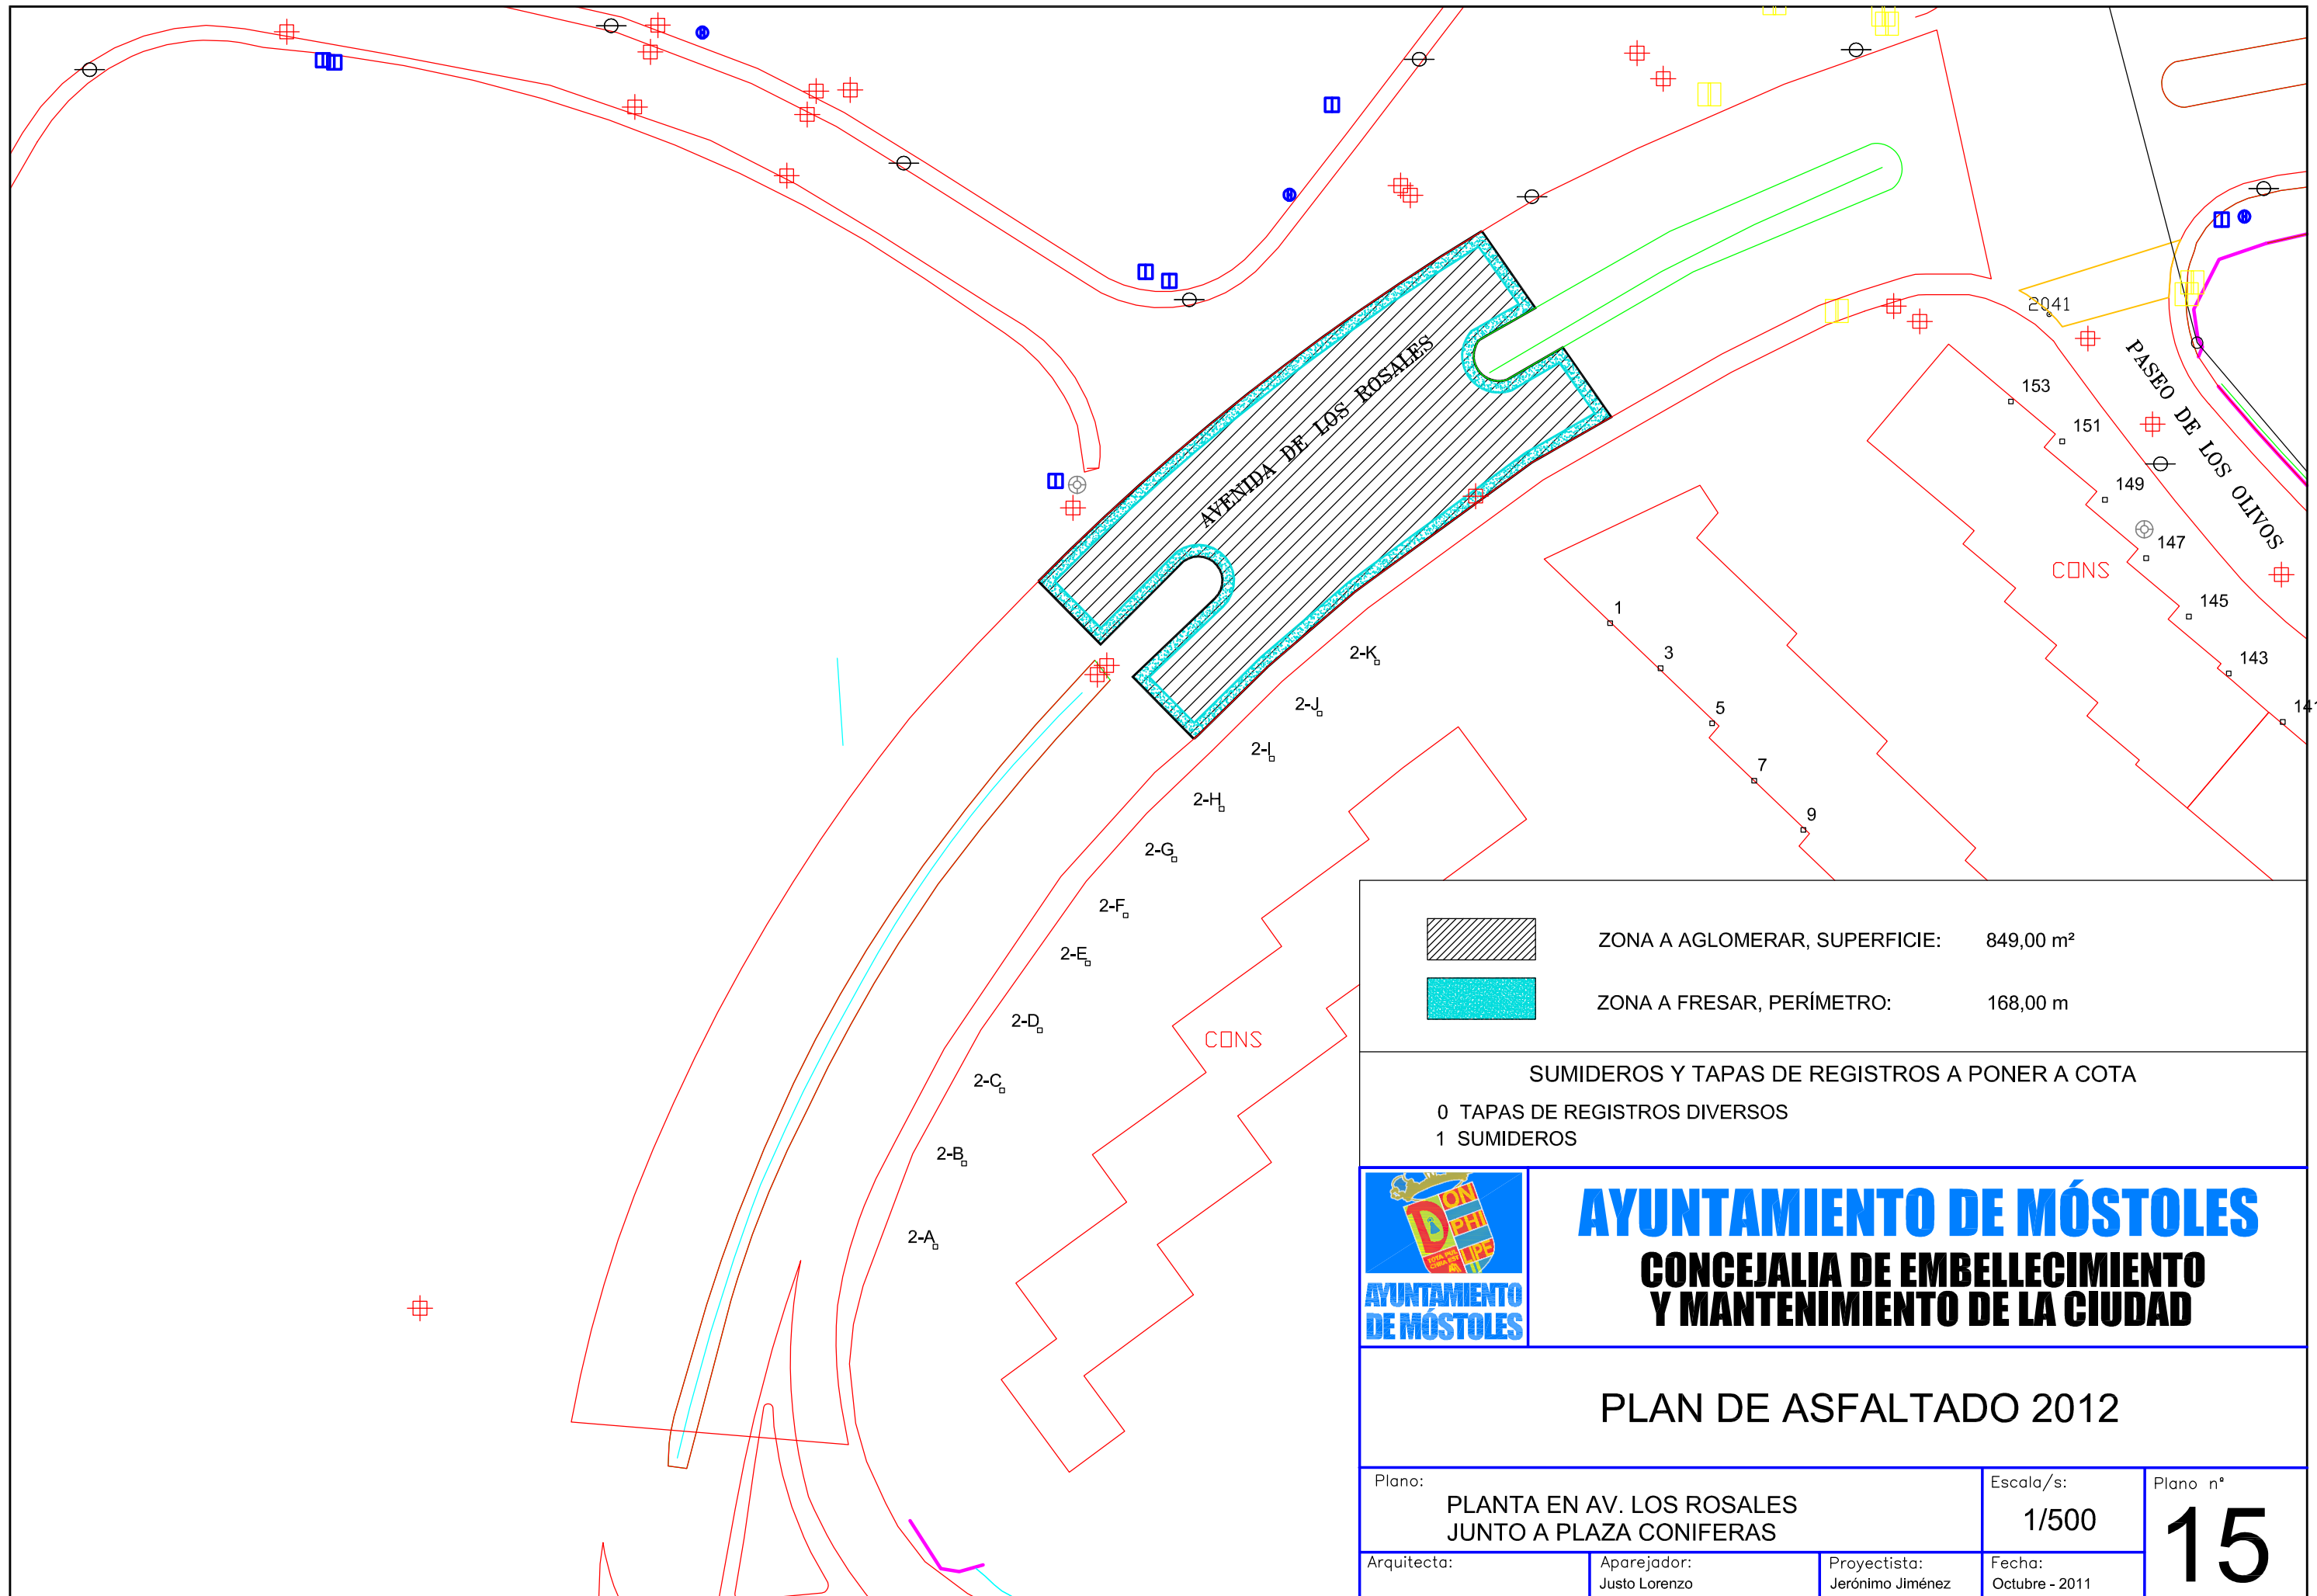 2041
PASEO DE LOS OLIVOS
AVENIDA DE LOS ROSALES
153
151
149
147
145
143
141
CONS
1
3
5
7
9
2-K
2-J
2-I
2-H
2-G
2-F
2-E
2-D
2-C
2-B
2-A
CONS
ZONA A AGLOMERAR, SUPERFICIE: 849,00 m²
ZONA A FRESAR, PERÍMETRO: 168,00 m
SUMIDEROS Y TAPAS DE REGISTROS A PONER A COTA
0 TAPAS DE REGISTROS DIVERSOS
1 SUMIDEROS
D ON PHI LIPE
AYUNTAMIENTO
DE MÓSTOLES
AYUNTAMIENTO DE MÓSTOLES
CONCEJALIA DE EMBELLECIMIENTO
Y MANTENIMIENTO DE LA CIUDAD
PLAN DE ASFALTADO 2012
Plano:
PLANTA EN AV. LOS ROSALES
JUNTO A PLAZA CONIFERAS
Escala/s:
1/500
Plano nº
15
Arquitecta:
Aparejador:
Justo Lorenzo
Proyectista:
Jerónimo Jiménez
Fecha:
Octubre - 2011